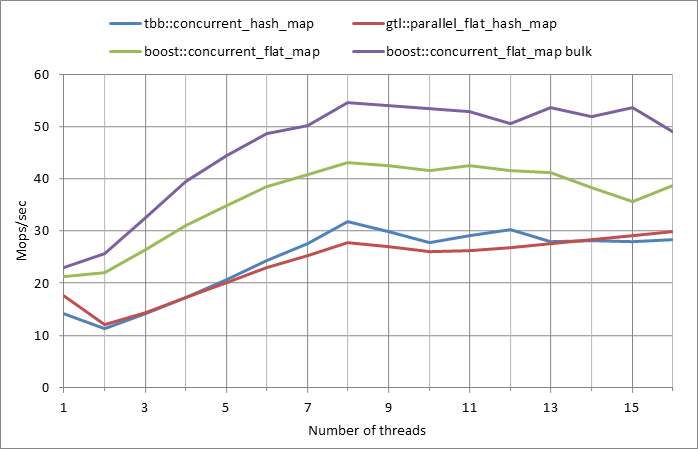 tbb::concurrent_hash_map gtl::parallel_flat_hash_map
boost::concurrent_flat_map boost::concurrent_flat_map bulk
60
50
40
30
20
10
0
Mops/sec
1 3 5 7 9 11 13 15
Number of threads